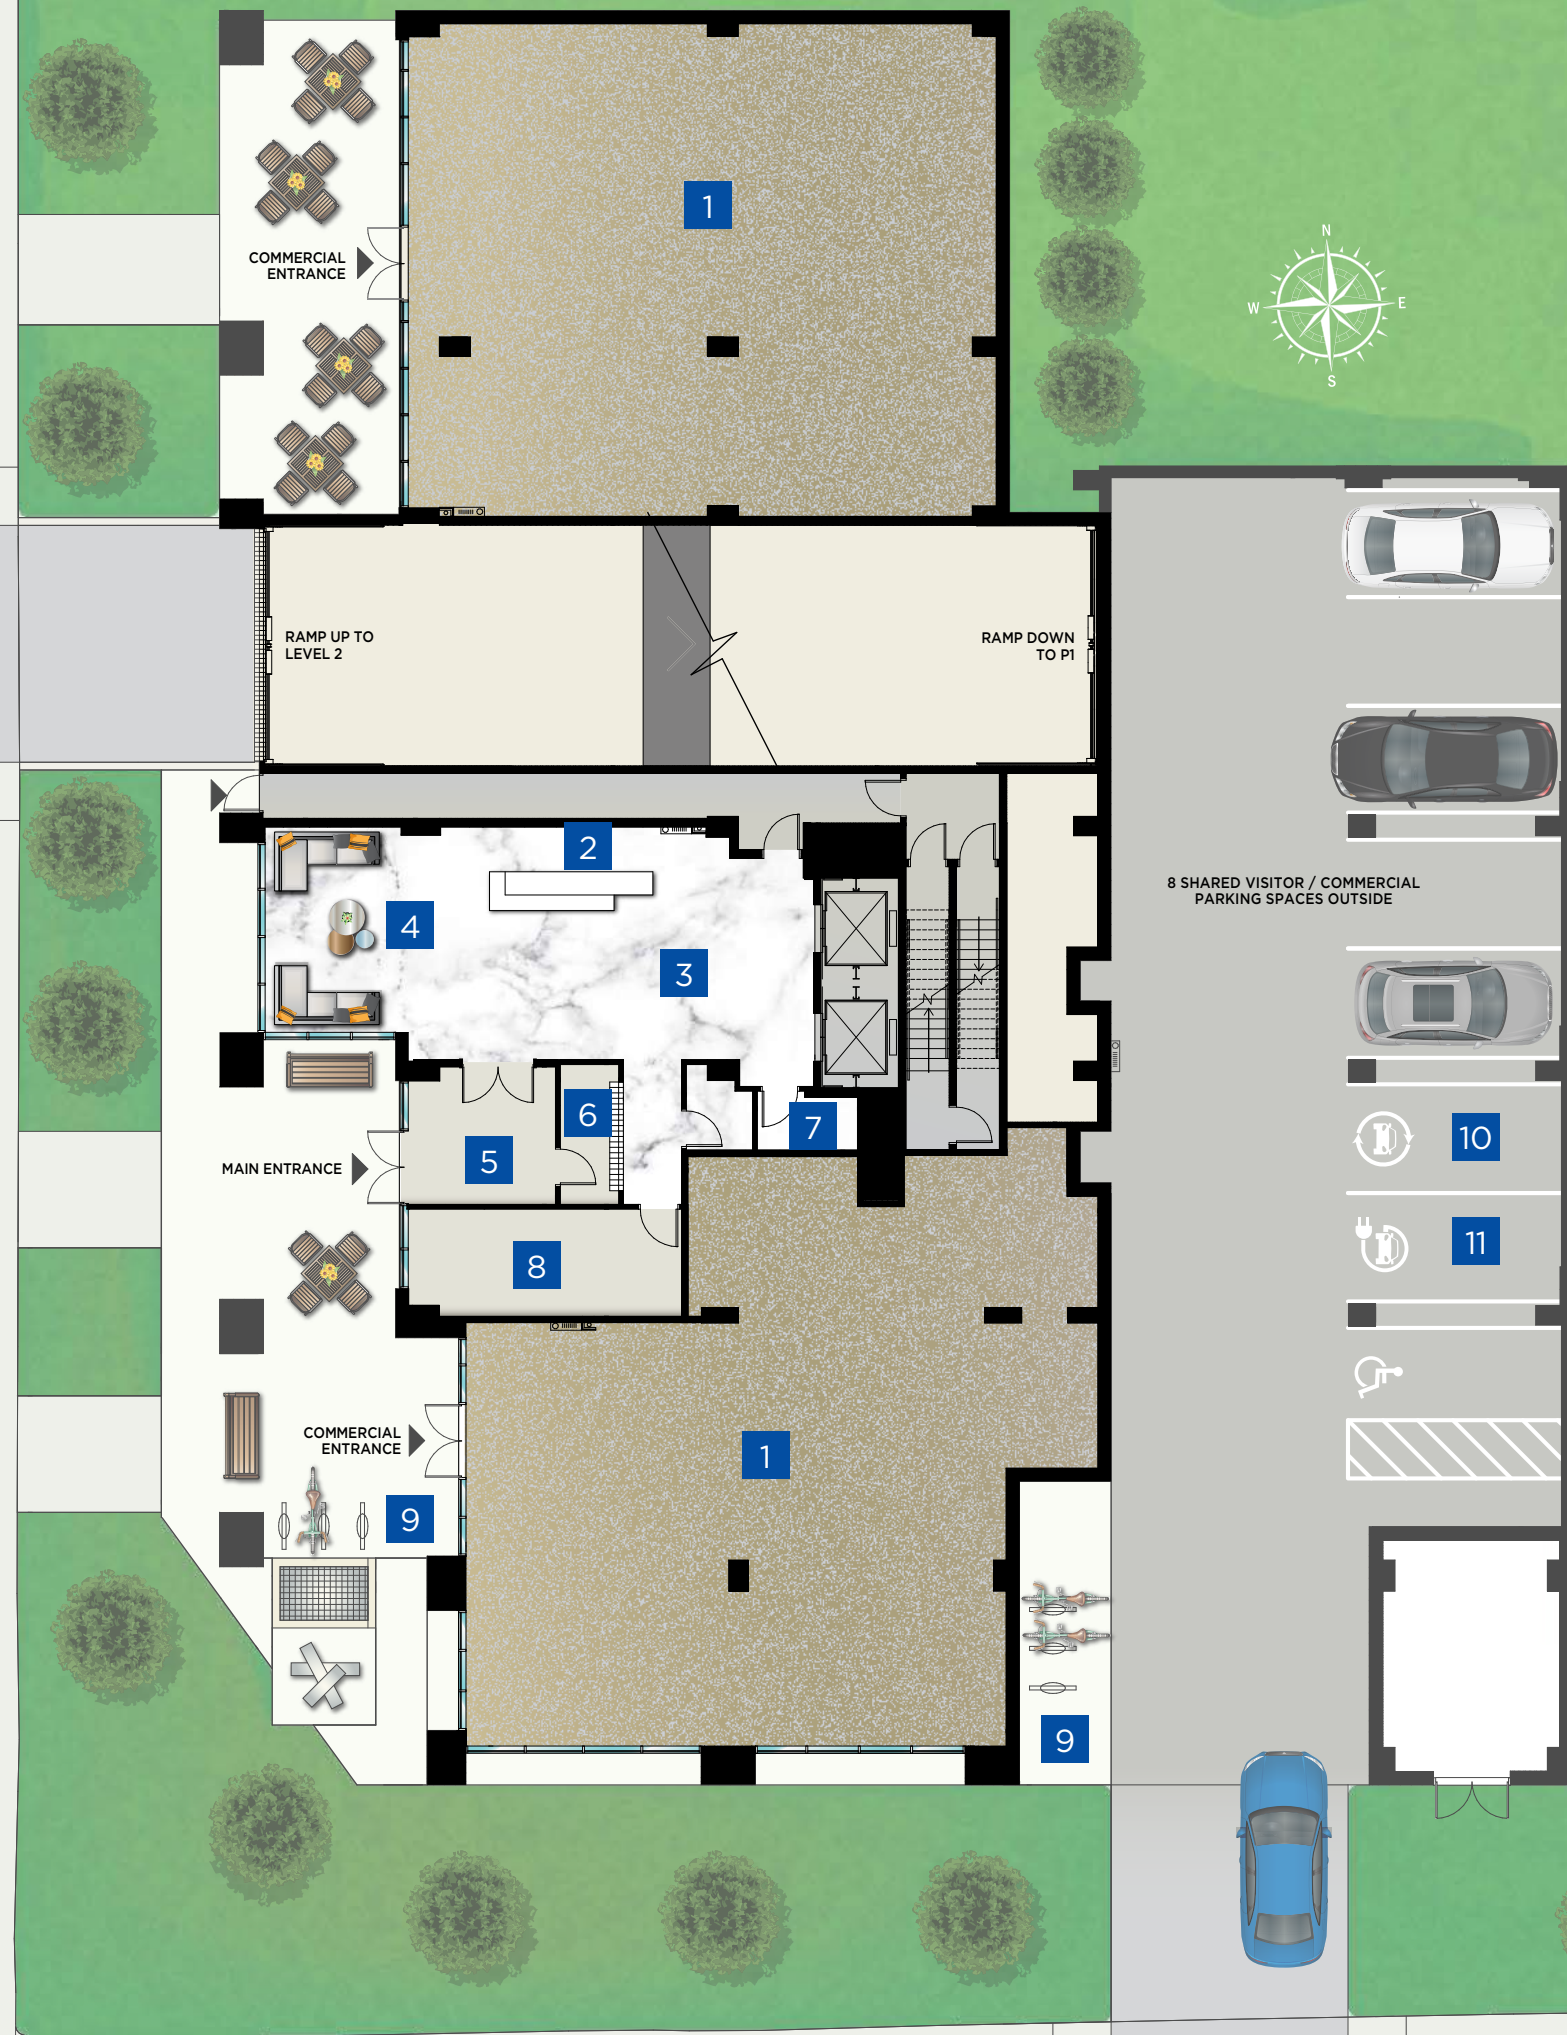 1
N
COMMERCIAL
ENTRANCE
W
E
S
RAMP UP TO
LEVEL 2
RAMP DOWN
TO P1
2
8 SHARED VISITOR / COMMERCIAL
PARKING SPACES OUTSIDE
4
3
6
7
10
5
MAIN ENTRANCE
11
8
COMMERCIAL
ENTRANCE
1
9
9